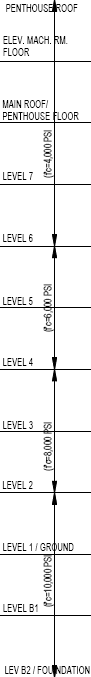 PENTHOUSE ROOF
ELEV. MACH. RM.
FLOOR
MAIN ROOF/
PENTHOUSE FLOOR
(f'c=4,000 PSI)
LEVEL 7
LEVEL 6
(f'c=6,000 PSI)
LEVEL 5
LEVEL 4
(f'c=8,000 PSI)
LEVEL 3
LEVEL 2
LEVEL 1 / GROUND
(f'c=10,000 PSI)
LEVEL B1
LEV B2 / FOUNDATION